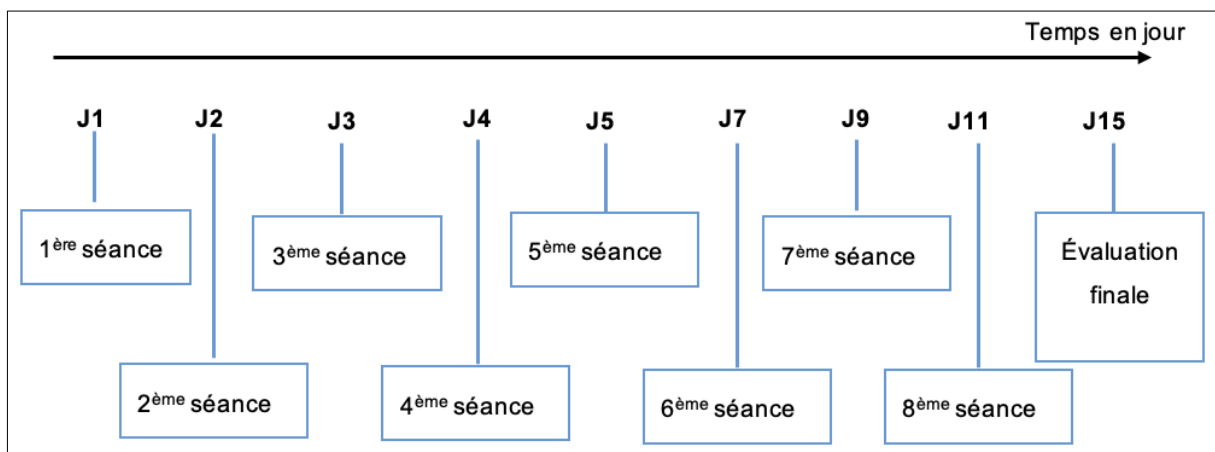 Temps en jour
J1 J2 J3 J4 J5 J7 J9 J11 J15
1ère séance
3ème séance
5ème séance
7ème séance
Évaluation
finale
2ème séance
4ème séance
6ème séance
8ème séance